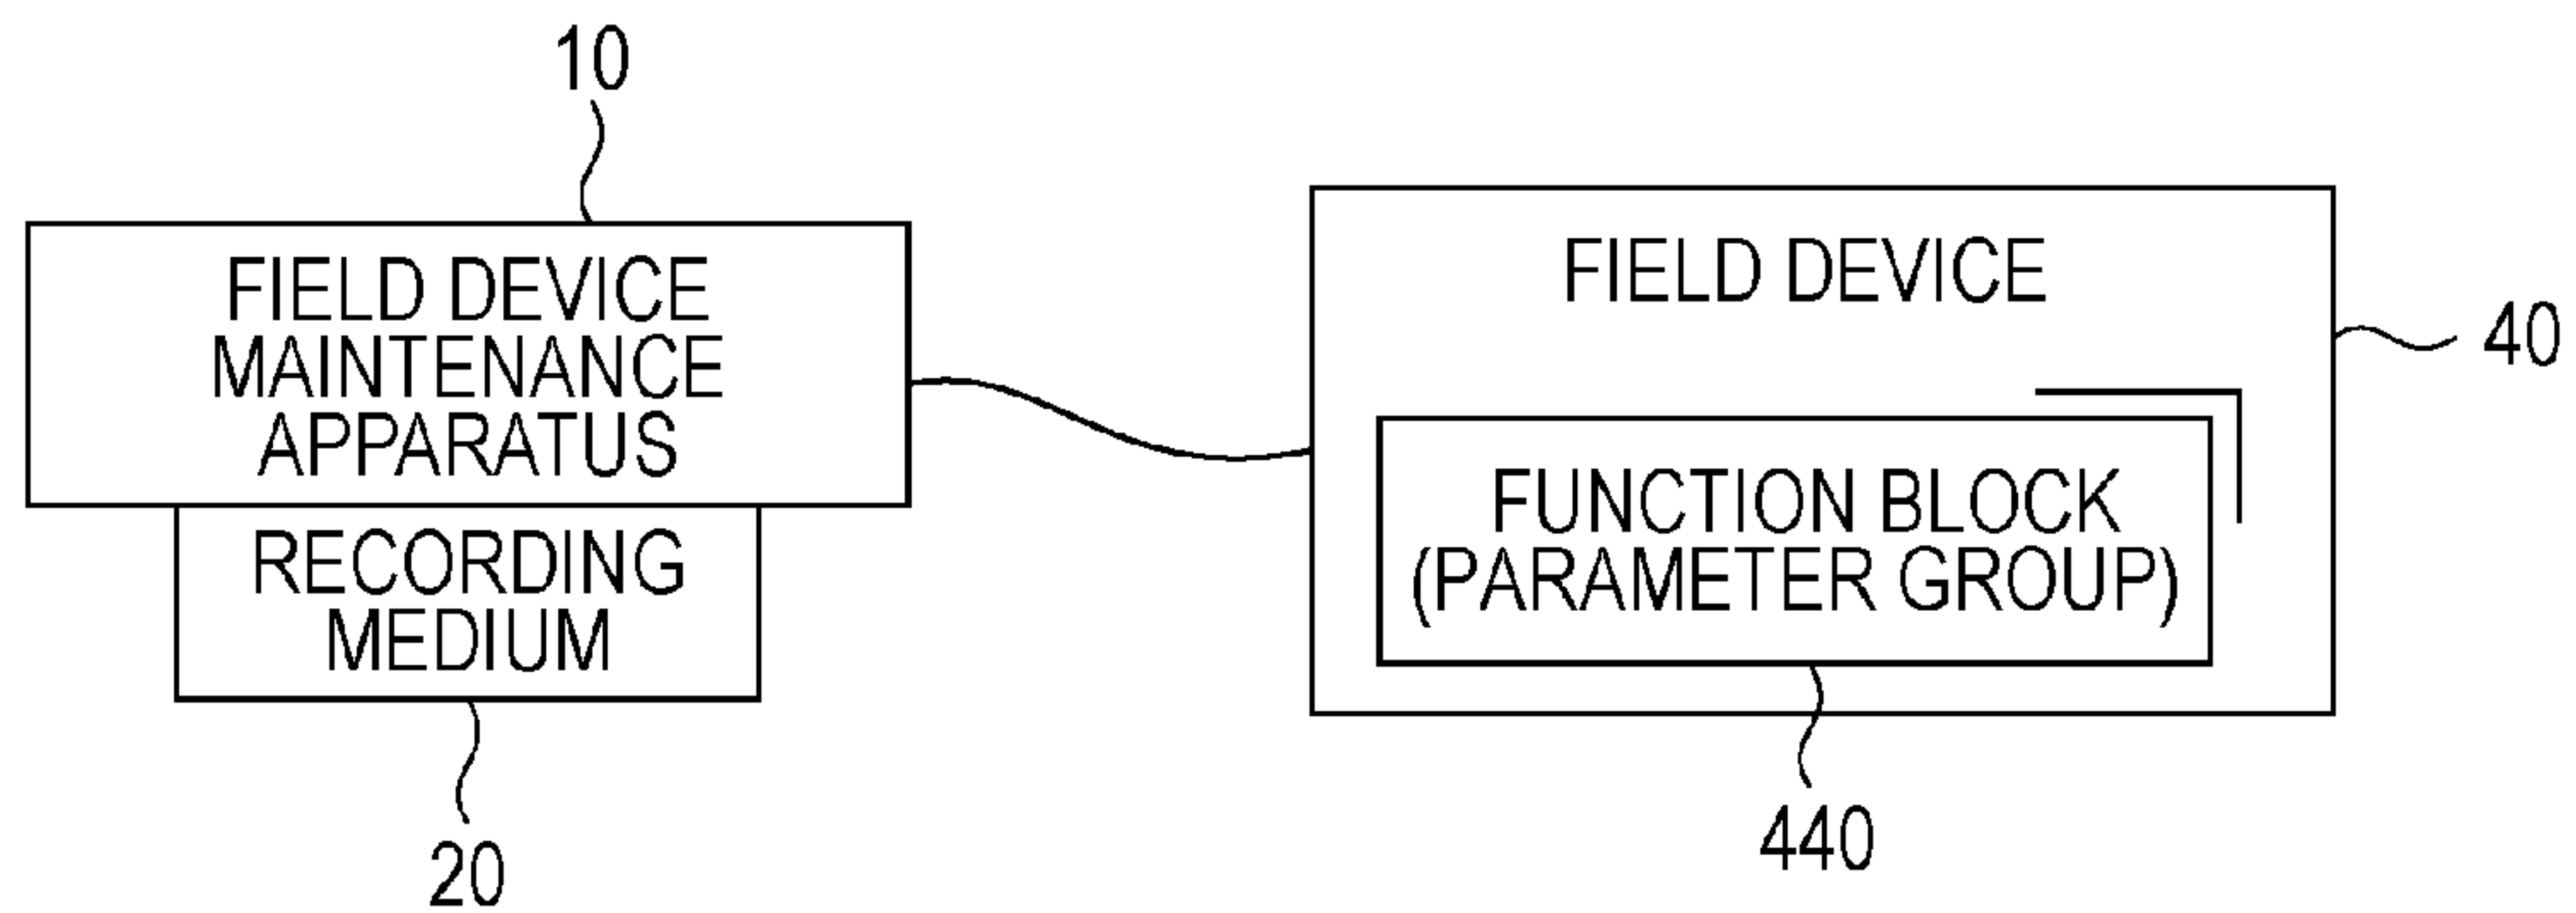 10
FIELD DEVICE
MAINTENANCE
APPARATUS
RECORDING
MEDIUM
20
FIELD DEVICE
40
FUNCTION BLOCK
(PARAMETER GROUP)
440